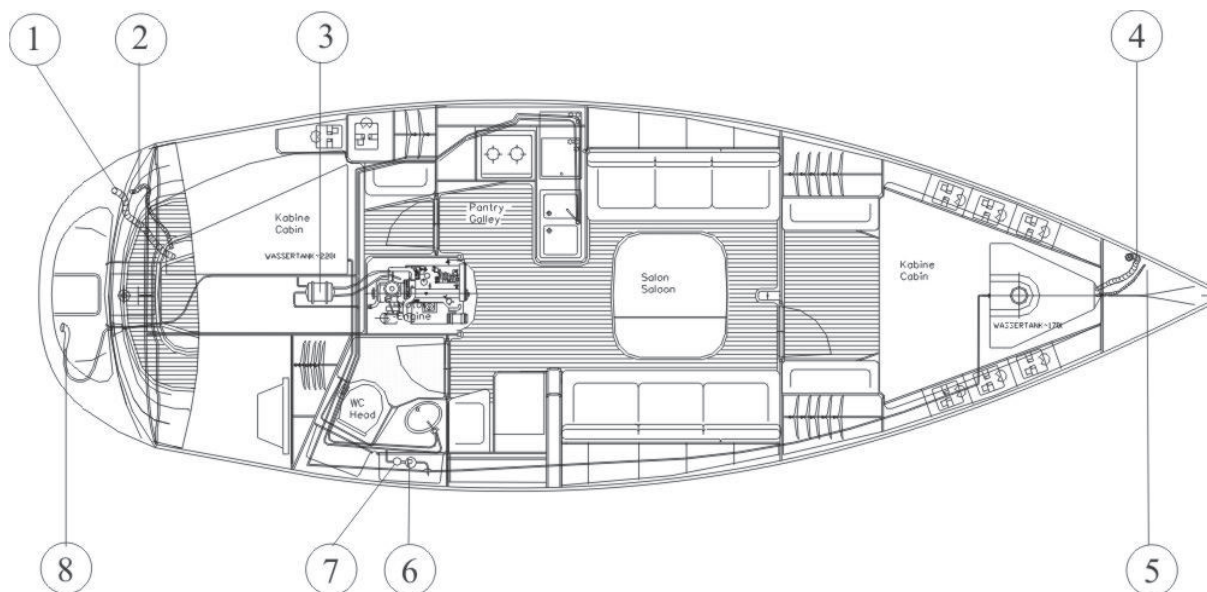 1
2
3
4
Kabine
Cabin
WASSERTANK~220l
Pantry
Galley
Salon
Saloon
Kabine
Cabin
WASSERTANK~170l
Engine
WC
Head
8
7
6
5